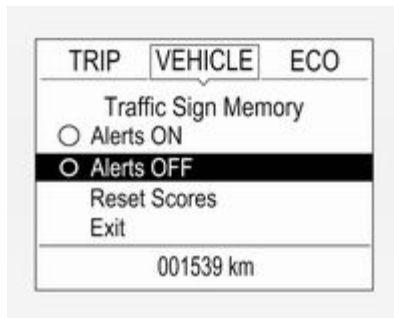 TRIP VEHICLE ECO
Traffic Sign Memory
Alerts ON
Alerts OFF
Reset Scores
Exit
001539 km